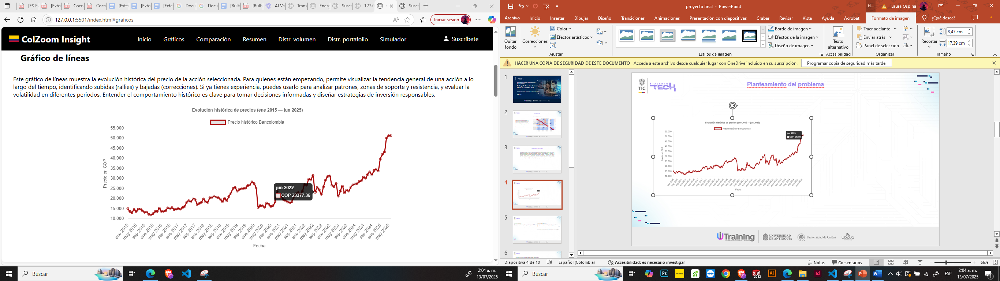 [ES E
[Exter
Cocc
Cocc
[Exte
[Exte
[Exte
Docu
Docu
[Bulb
[Bulb
AI Vo
Trans
Energ
Suscr
127.0
Suscr
127.0.0.1:5501/index.html#graficos
Iniciar sesión
ColZoom Insight
Inicio
Gráficos
Comparación
Resumen
Distr. volumen
Distr. portafolio
Simulador
Suscríbete
Gráfico de líneas
Este gráfico de líneas muestra la evolución histórica del precio de la acción seleccionada. Para quienes están empezando, permite visualizar la tendencia general de una acción a lo
largo del tiempo, identificando subidas (rallies) y bajadas (correcciones). Si ya tienes experiencia, puedes usarlo para analizar patrones, zonas de soporte y resistencia, y evaluar la
volatilidad en diferentes periodos. Entender el comportamiento histórico es clave para tomar decisiones informadas y diseñar estrategias de inversión responsables.
Evolución histórica de precios (ene 2015 — jun 2025)
Precio histórico Bancolombia
Precio en COP
55.000
50.000
45.000
40.000
35.000
30.000
25.000
20.000
15.000
10.000
jun 2022
COP 23377.36
ene 2015
may 2015
sep 2015
ene 2016
may 2016
sep 2016
ene 2017
may 2017
sep 2017
ene 2018
may 2018
sep 2018
ene 2019
may 2019
sep 2019
ene 2020
may 2020
sep 2020
ene 2021
may 2021
sep 2021
ene 2022
may 2022
sep 2022
ene 2023
may 2023
sep 2023
ene 2024
may 2024
sep 2024
ene 2025
may 2025
Fecha
Buscar
2:04 a. m.
13/07/2025
proyecto final - PowerPoint
H...
Laura Ospina
Archivo
Inicio
Insertar
Dibujar
Diseño
Transiciones
Animaciones
Presentación con diapositivas
Grabar
Revisar
Vista
Ayuda
Acrobat
Formato de imagen
¿Qué desea?
Quitar
fondo
Correcciones
Color
Efectos artísticos
Ajustar
Estilos de imagen
Borde de imagen
Efectos de la imagen
Diseño de imagen
Texto
alternativo
Accesibilidad
Traer adelante
Enviar atrás
Panel de selección
Organizar
Recortar
8,47 cm
17,39 cm
Tamaño
HACER UNA COPIA DE SEGURIDAD DE ESTE DOCUMENTO Acceda a este archivo desde cualquier lugar con OneDrive incluido en su suscripción.
Programar copia de seguridad más tarde
1
2
3
4
5
6
TIC
TALENTO
TECH
Planteamiento del problema
Evolución histórica de precios (ene 2015 — jun 2025)
Precio histórico Bancolombia
Precio en COP
55.000
50.000
45.000
40.000
35.000
30.000
25.000
20.000
15.000
10.000
jun 2025
COP 51300
Fecha
UTraining
UNIVERSIDAD
DE ANTIOQUIA
Universidad de Caldas
ubicua
Diapositiva 4 de 10
Español (Colombia)
Accesibilidad: es necesario investigar
Notas
Comentarios
66%
Buscar
ESP
2:04 a. m.
13/07/2025